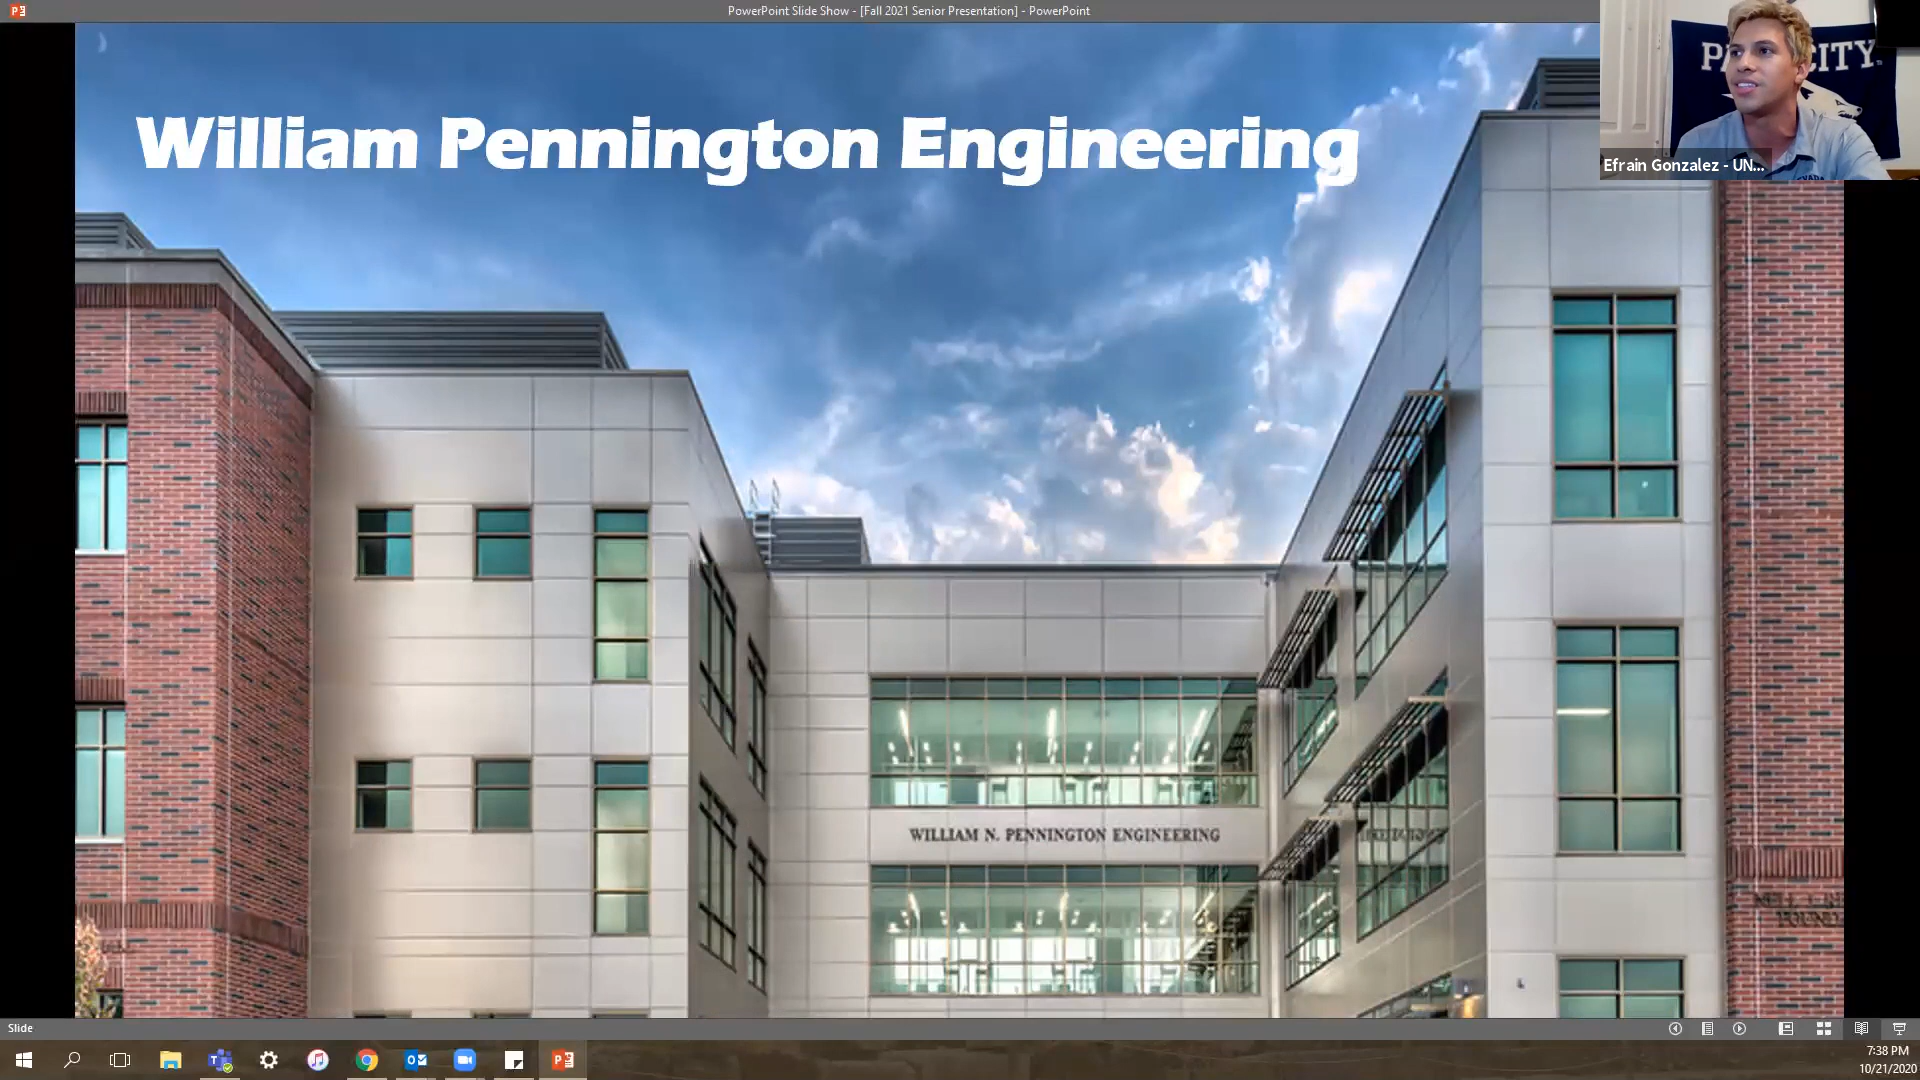 PowerPoint Slide Show - [Fall 2021 Senior Presentation] - PowerPoint
William Pennington Engineering
Efrain Gonzalez - UN...
WILLIAM N. PENNINGTON ENGINEERING
Slide
7:38 PM
10/21/2020